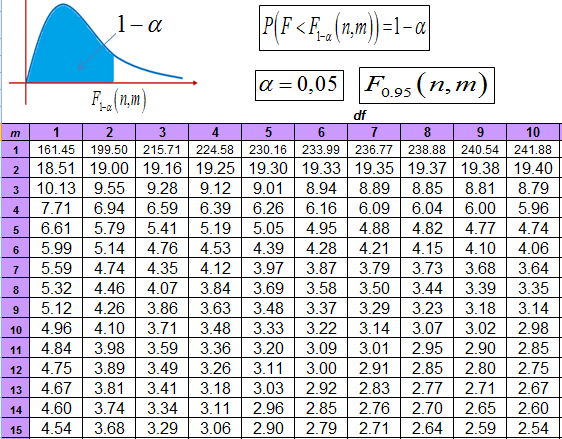 1 − α
P(F < F₁₋α (n,m)) = 1 − α
F₁₋α (n,m)
α = 0,05
F₀.₉₅ (n, m)
df
m 1 2 3 4 5 6 7 8 9 10
1 161.45 199.50 215.71 224.58 230.16 233.99 236.77 238.88 240.54 241.88
2 18.51 19.00 19.16 19.25 19.30 19.33 19.35 19.37 19.38 19.40
3 10.13 9.55 9.28 9.12 9.01 8.94 8.89 8.85 8.81 8.79
4 7.71 6.94 6.59 6.39 6.26 6.16 6.09 6.04 6.00 5.96
5 6.61 5.79 5.41 5.19 5.05 4.95 4.88 4.82 4.77 4.74
6 5.99 5.14 4.76 4.53 4.39 4.28 4.21 4.15 4.10 4.06
7 5.59 4.74 4.35 4.12 3.97 3.87 3.79 3.73 3.68 3.64
8 5.32 4.46 4.07 3.84 3.69 3.58 3.50 3.44 3.39 3.35
9 5.12 4.26 3.86 3.63 3.48 3.37 3.29 3.23 3.18 3.14
10 4.96 4.10 3.71 3.48 3.33 3.22 3.14 3.07 3.02 2.98
11 4.84 3.98 3.59 3.36 3.20 3.09 3.01 2.95 2.90 2.85
12 4.75 3.89 3.49 3.26 3.11 3.00 2.91 2.85 2.80 2.75
13 4.67 3.81 3.41 3.18 3.03 2.92 2.83 2.77 2.71 2.67
14 4.60 3.74 3.34 3.11 2.96 2.85 2.76 2.70 2.65 2.60
15 4.54 3.68 3.29 3.06 2.90 2.79 2.71 2.64 2.59 2.54